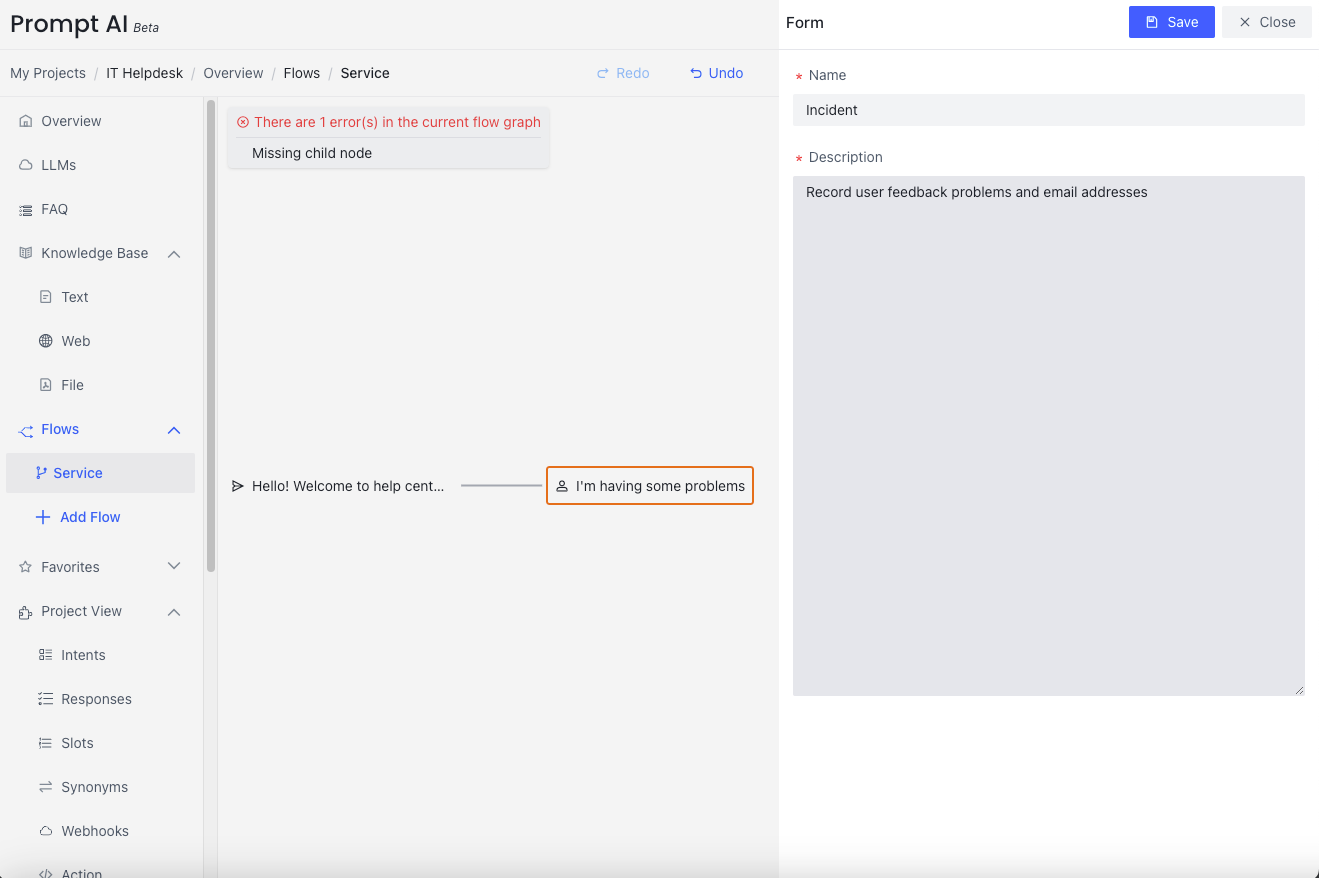 Prompt AI Beta
My Projects / IT Helpdesk / Overview / Flows / Service
Redo
Undo
Overview
LLMs
FAQ
Knowledge Base
Text
Web
File
Flows
Service
Add Flow
Favorites
Project View
Intents
Responses
Slots
Synonyms
Webhooks
Action
There are 1 error(s) in the current flow graph
Missing child node
Hello! Welcome to help cent...
I'm having some problems
Form
Save
Close
* Name
Incident
* Description
Record user feedback problems and email addresses